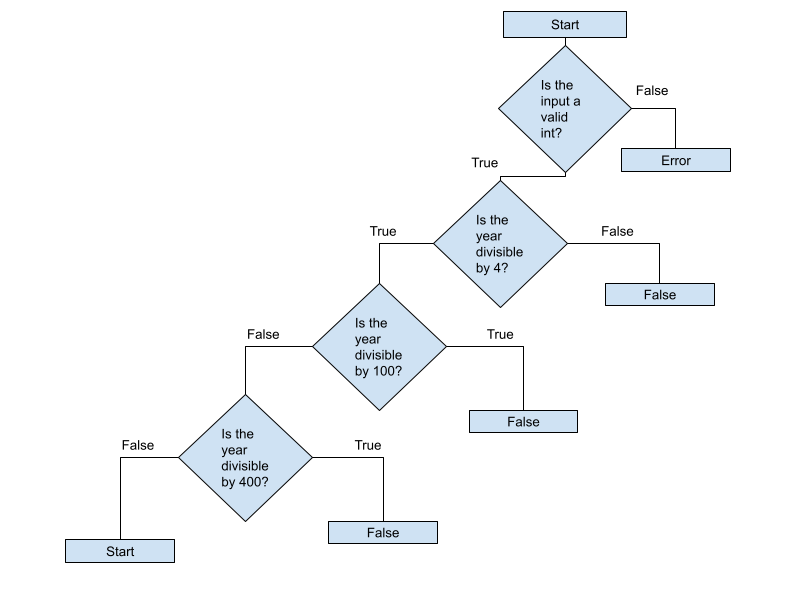 Start
Is the
input a
valid
int?
False
Error
True
Is the
year
divisible
by 4?
True
False
False
Is the
year
divisible
by 100?
False
True
False
Is the
year
divisible
by 400?
False
True
False
Start